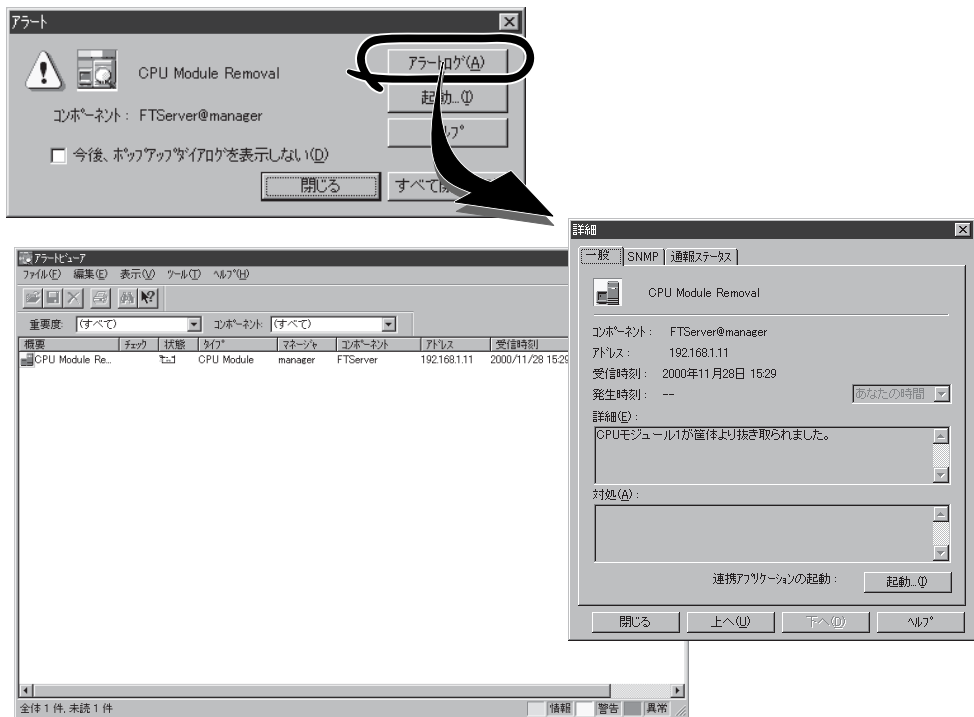 アラート
CPU Module Removal
アラートログ(A)
コンポーネント： FTServer@manager
起動...(I)
今後、ポップアップダイアログを表示しない(D)
閉じる
すべて
アラートビューア
ファイル(F) 編集(E) 表示(V) ツール(T) ヘルプ(H)
重要度: (すべて) コンポーネント: (すべて)
概要 チェック 状態 タイプ マネージャ コンポーネント アドレス 受信時刻
CPU Module Re... CPU Module manager FTServer 192.168.1.11 2000/11/28 15:29
全体 1 件, 未読 1 件 情報 警告 異常
詳細
一般 SNMP 通報ステータス
CPU Module Removal
コンポーネント： FTServer@manager
アドレス： 192.168.1.11
受信時刻： 2000年11月28日 15:29
発生時刻： -- あなたの時間
詳細(E)：
CPUモジュール1が筐体より抜き取られました。
対処(A)：
連携アプリケーションの起動： 起動...(I)
閉じる 上へ(U) 下へ(D) ヘルプ